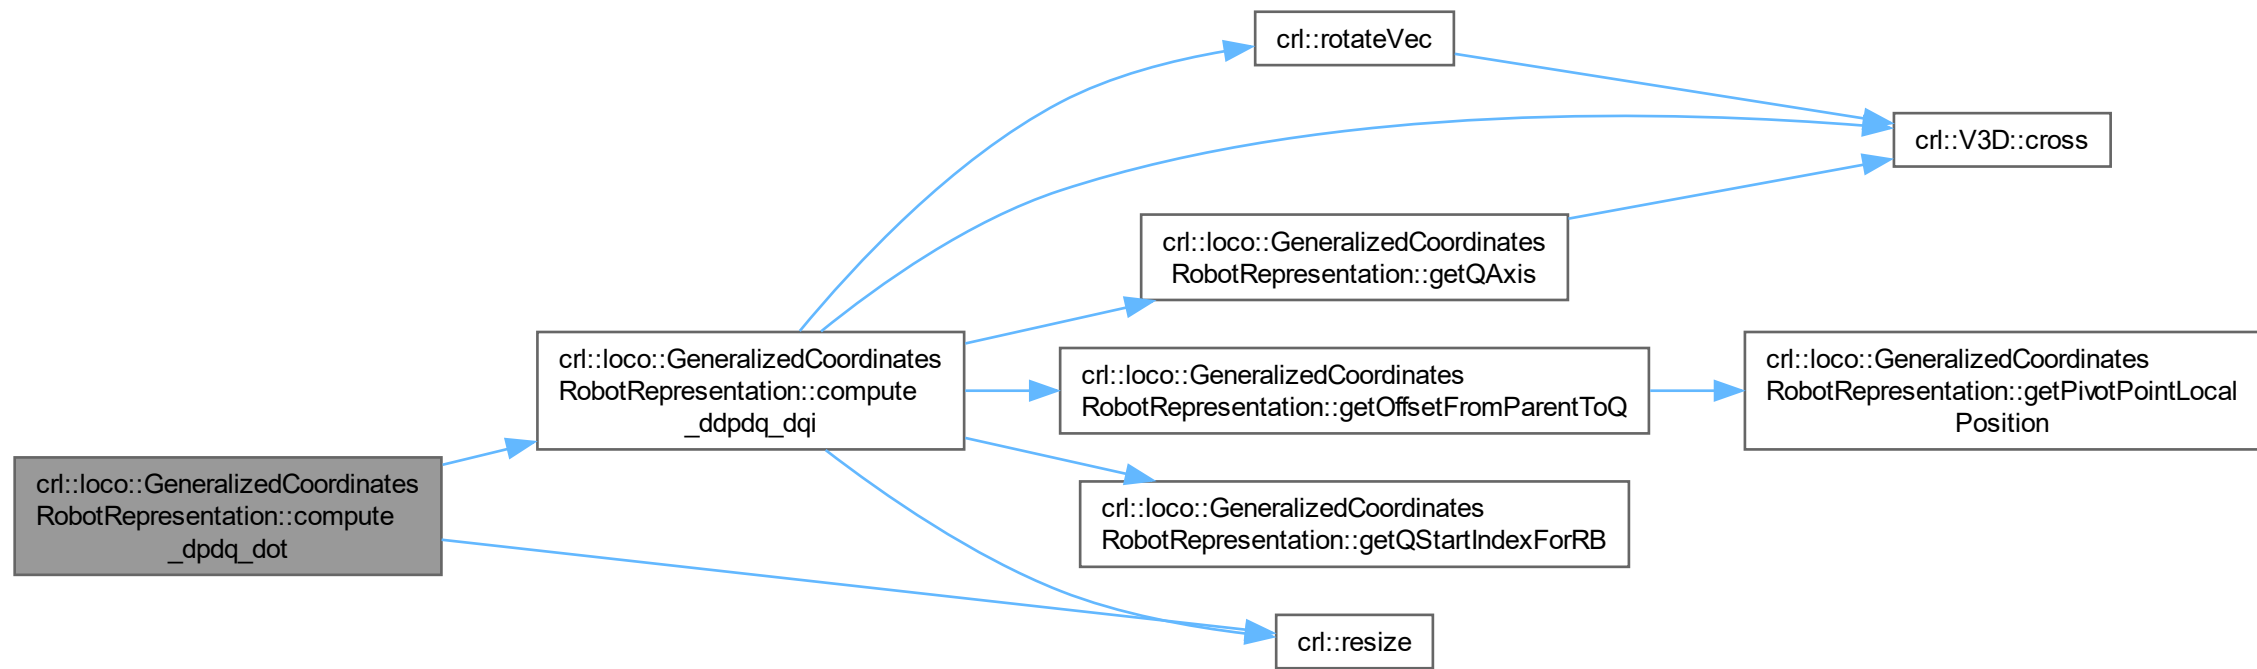 crl::rotateVec
crl::V3D::cross
crl::loco::GeneralizedCoordinates
RobotRepresentation::getQAxis
crl::loco::GeneralizedCoordinates
RobotRepresentation::compute
_ddpdq_dqi
crl::loco::GeneralizedCoordinates
RobotRepresentation::getOffsetFromParentToQ
crl::loco::GeneralizedCoordinates
RobotRepresentation::getPivotPointLocal
Position
crl::loco::GeneralizedCoordinates
RobotRepresentation::compute
_dpdq_dot
crl::loco::GeneralizedCoordinates
RobotRepresentation::getQStartIndexForRB
crl::resize